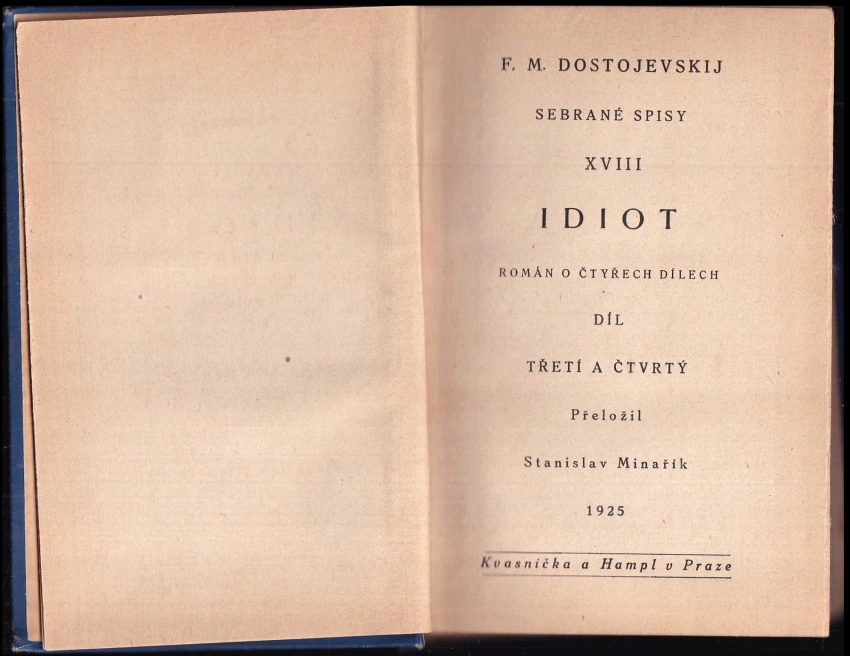 F. M. DOSTOJEVSKIJ
SEBRANÉ SPISY
XVIII
IDIOT
ROMÁN O ČTYŘECH DÍLECH
DÍL
TŘETÍ A ČTVRTÝ
Přeložil
Stanislav Minařík
1925
Kvasnička a Hampl v Praze